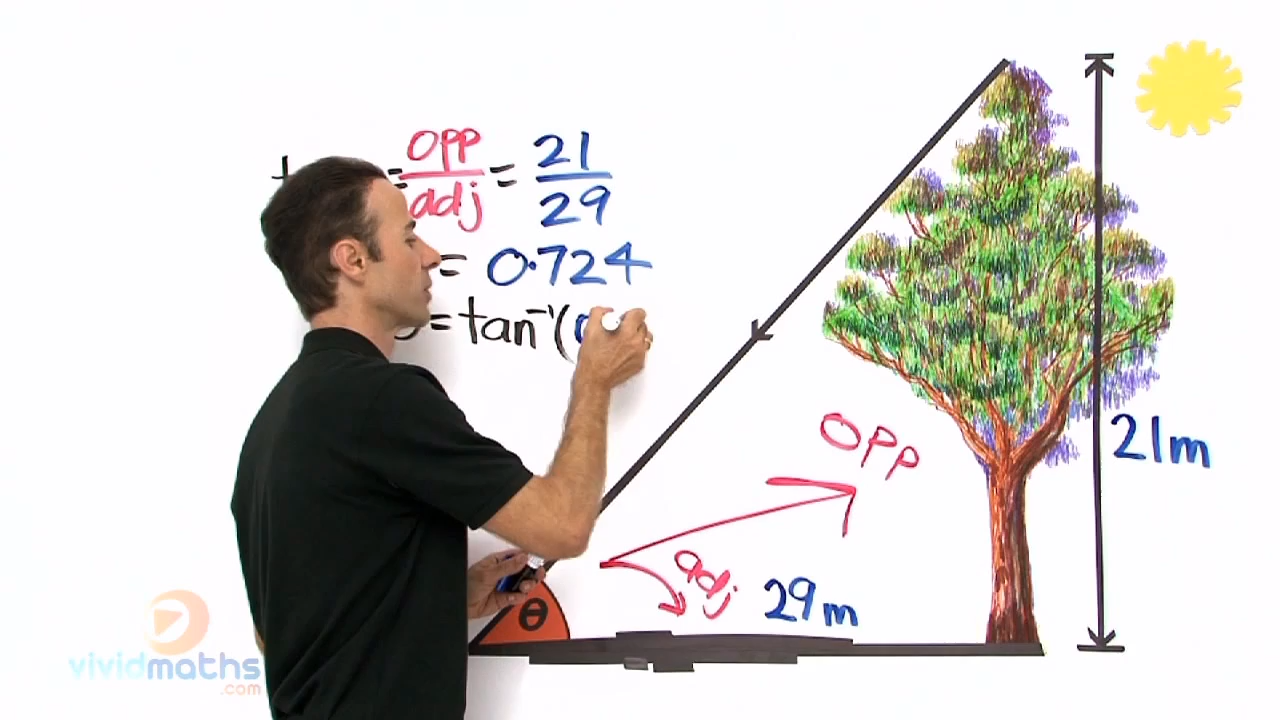 opp = 21
adj 29
= 0.724
θ = tan⁻¹(
opp
21m
adj 29m
θ
vividmaths
.com